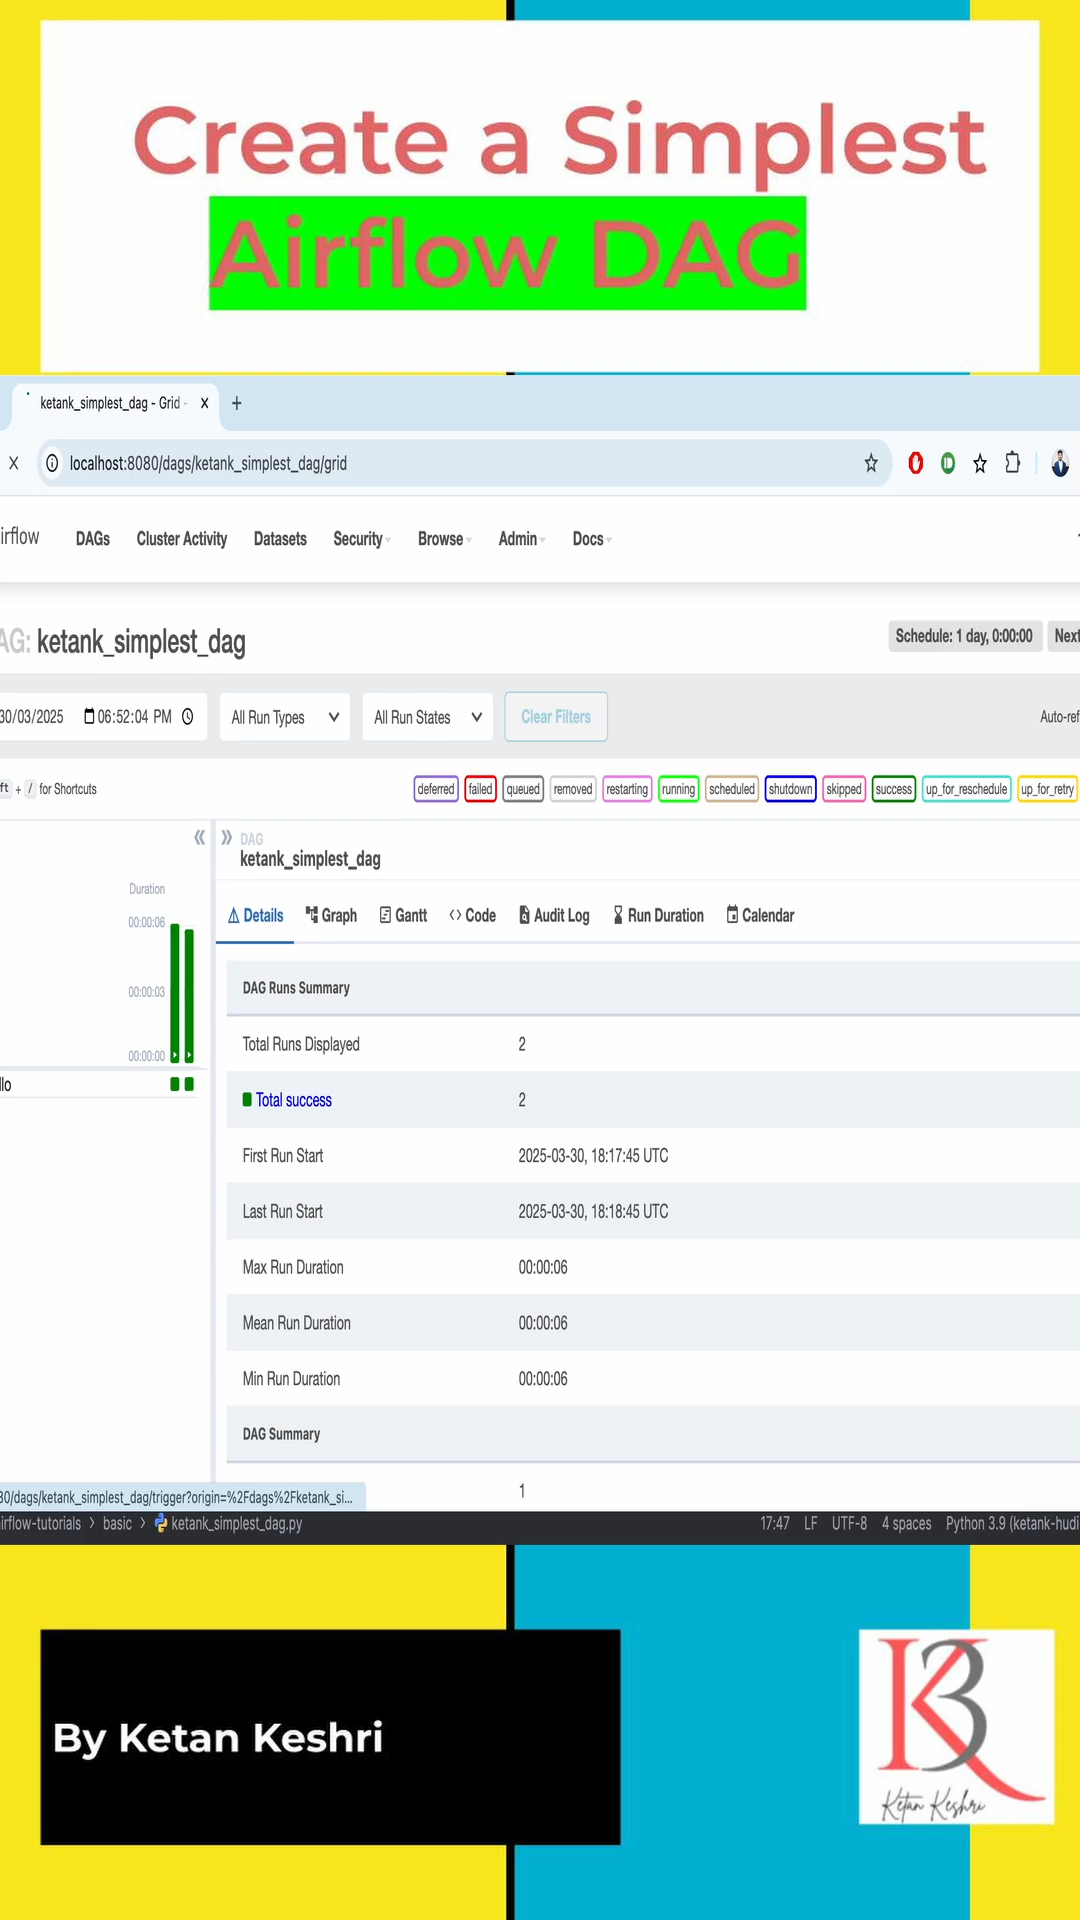 Create a Simplest
Airflow DAG
ketank_simplest_dag - Grid -
localhost:8080/dags/ketank_simplest_dag/grid
irflow DAGs Cluster Activity Datasets Security Browse Admin Docs
AG: ketank_simplest_dag Schedule: 1 day, 0:00:00 Next
30/03/2025 06:52:04 PM All Run Types All Run States Clear Filters Auto-ref
ft + / for Shortcuts deferred failed queued removed restarting running scheduled shutdown skipped success up_for_reschedule up_for_retry
DAG
ketank_simplest_dag
Duration
00:00:06
00:00:03
00:00:00
llo
Details Graph Gantt Code Audit Log Run Duration Calendar
DAG Runs Summary
Total Runs Displayed 2
Total success 2
First Run Start 2025-03-30, 18:17:45 UTC
Last Run Start 2025-03-30, 18:18:45 UTC
Max Run Duration 00:00:06
Mean Run Duration 00:00:06
Min Run Duration 00:00:06
DAG Summary
1
30/dags/ketank_simplest_dag/trigger?origin=%2Fdags%2Fketank_si...
irflow-tutorials > basic > ketank_simplest_dag.py 17:47 LF UTF-8 4 spaces Python 3.9 (ketank-hudi
By Ketan Keshri
K3
Ketan Keshri